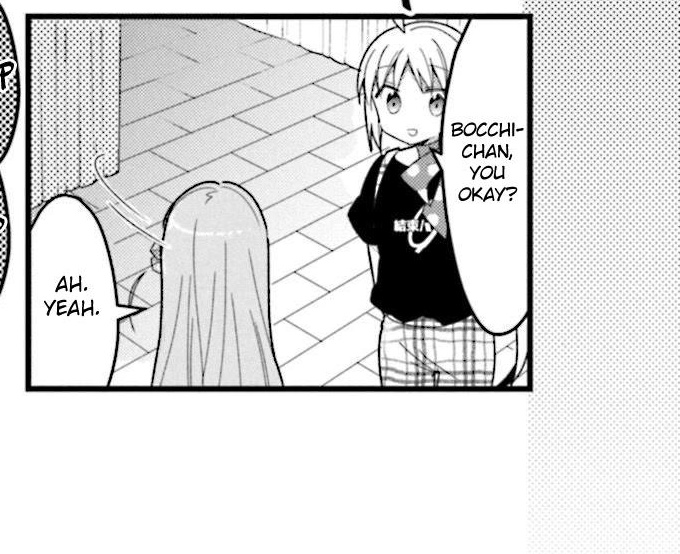 BOCCHI-
CHAN,
YOU
OKAY?
AH.
YEAH.